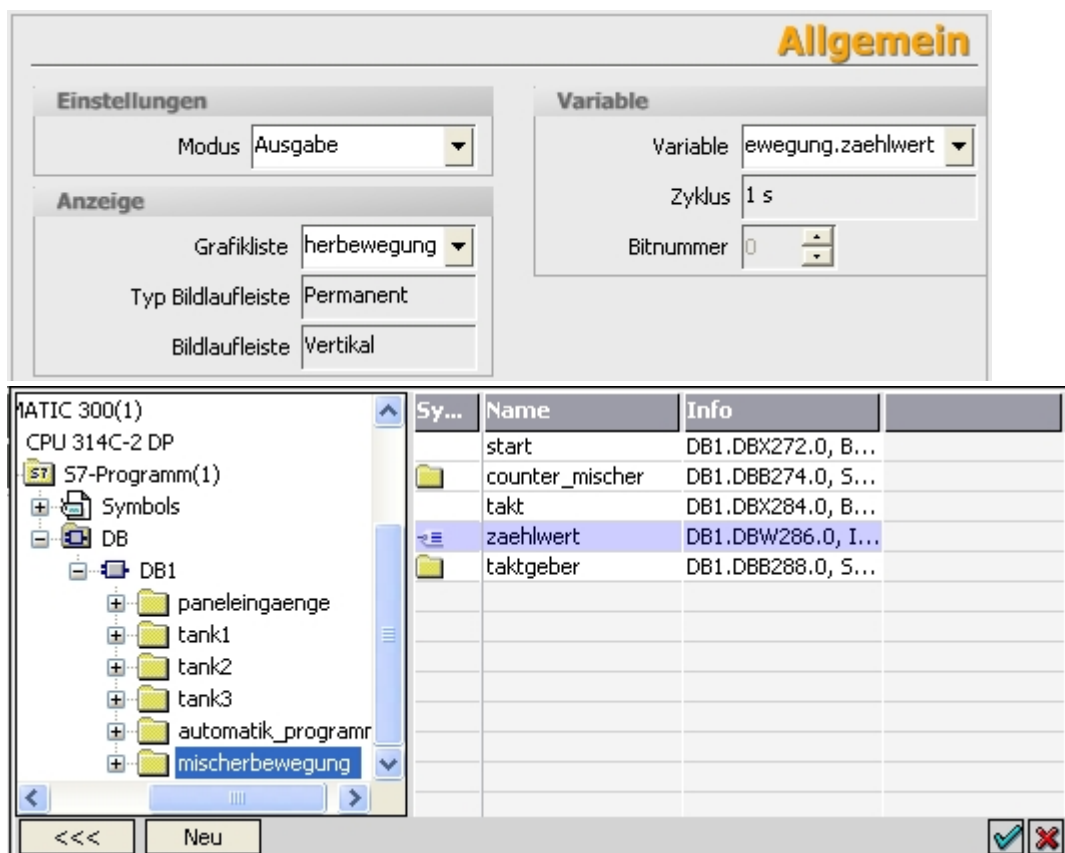 Allgemein
Einstellungen
Modus Ausgabe
Anzeige
Grafikliste herbewegung
Typ Bildlaufleiste Permanent
Bildlaufleiste Vertikal
Variable
Variable ewegung.zaehlwert
Zyklus 1 s
Bitnummer 0
MATIC 300(1)
CPU 314C-2 DP
S7 S7-Programm(1)
Symbols
DB
DB1
paneleingaenge
tank1
tank2
tank3
automatik_programm
mischerbewegung
Sy... Name Info
start DB1.DBX272.0, B...
counter_mischer DB1.DBB274.0, S...
takt DB1.DBX284.0, B...
zaehlwert DB1.DBW286.0, I...
taktgeber DB1.DBB288.0, S...
<<< Neu